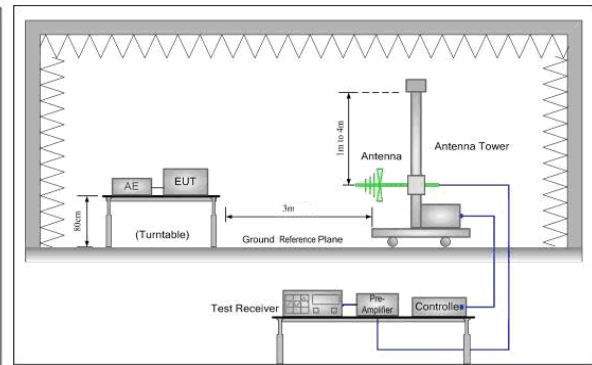 1m to 4m
Antenna
Antenna Tower
AE
EUT
80cm
3m
(Turntable)
Ground Reference Plane
Test Receiver
Pre-
Amplifier
Controller